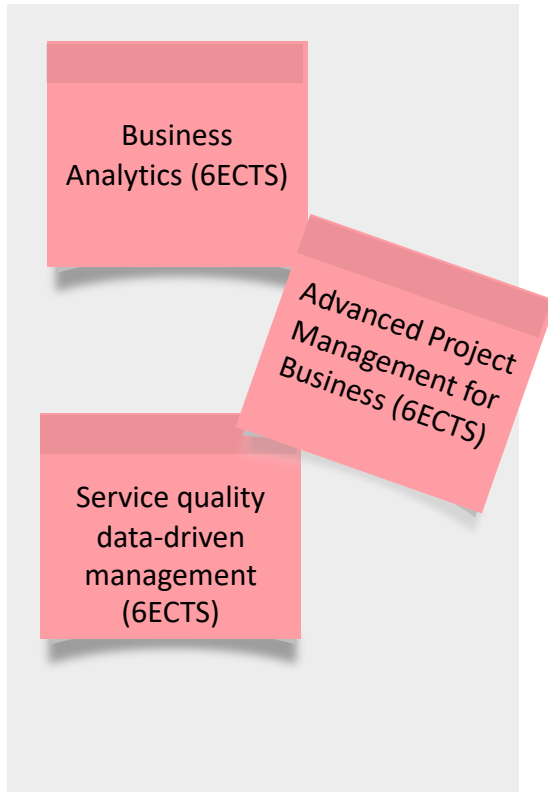 Business
Analytics (6ECTS)
Advanced Project
Management for
Business (6ECTS)
Service quality
data-driven
management
(6ECTS)